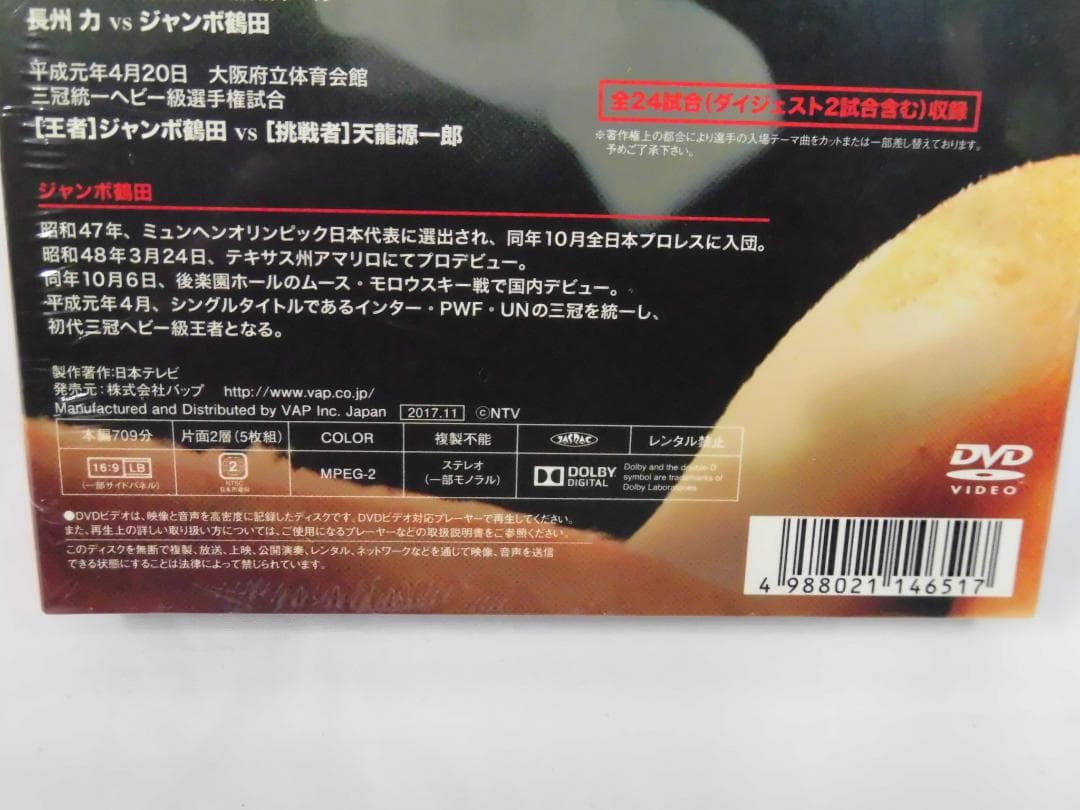 長州 力 vs ジャンボ鶴田
平成元年4月20日 大阪府立体育会館
三冠統一ヘビー級選手権試合
[王者]ジャンボ鶴田 vs [挑戦者]天龍源一郎
全24試合(ダイジェスト2試合含む)収録
※著作権上の都合により選手の入場テーマ曲をカットまたは一部差し替えております。
予めご了承下さい。
ジャンボ鶴田
昭和47年、ミュンヘンオリンピック日本代表に選出され、同年10月全日本プロレスに入団。
昭和48年3月24日、テキサス州アマリロにてプロデビュー。
同年10月6日、後楽園ホールのムース・モロウスキー戦で国内デビュー。
平成元年4月、シングルタイトルであるインター・PWF・UNの三冠を統一し、
初代三冠ヘビー級王者となる。
製作著作:日本テレビ
発売元:株式会社バップ http://www.vap.co.jp/
Manufactured and Distributed by VAP Inc. Japan 2017.11 ©NTV
本編709分 片面2層(5枚組) COLOR 複製不能 レンタル禁止
16:9 LB
(一部サイドパネル)
2
NTSC
日本市場向
MPEG-2
ステレオ
(一部モノラル)
DOLBY
DIGITAL
Dolby and the double-D
symbol are trademarks of
Dolby Laboratories.
DVD
VIDEO
●DVDビデオは、映像と音声を高密度に記録したディスクです。DVDビデオ対応プレーヤーで再生してください。
また、再生上の詳しい取り扱い方については、ご使用になるプレーヤーなどの取扱説明書をご参照ください。
このディスクを無断で複製、放送、上映、公開演奏、レンタル、ネットワークなどを通じて映像、音声を送信
できる状態にすることは法律によって禁じられています。
4 988021 146517